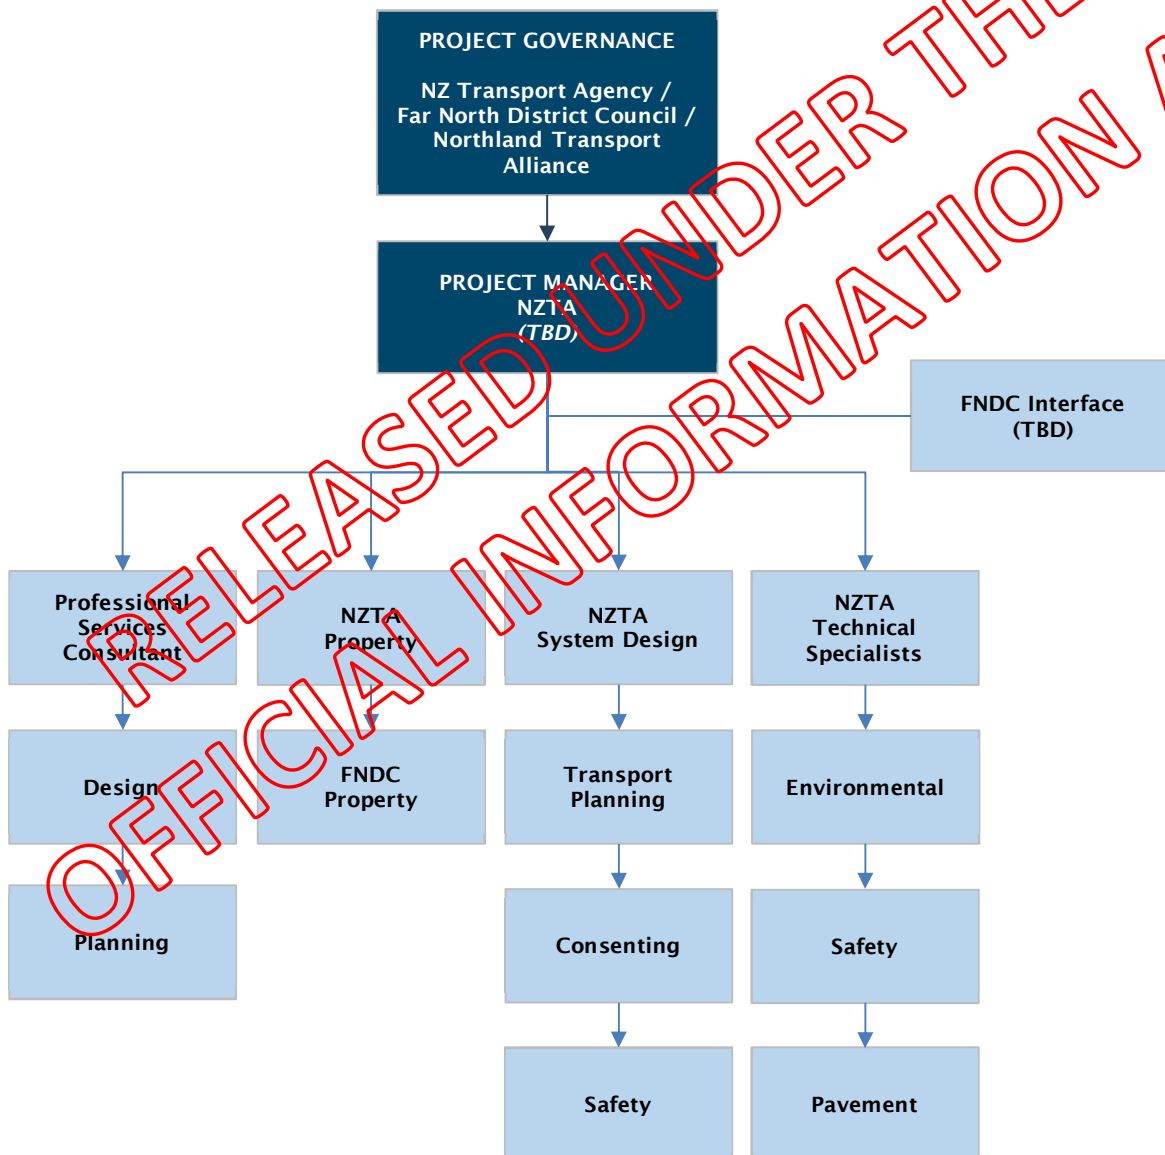 PROJECT GOVERNANCE
NZ Transport Agency /
Far North District Council /
Northland Transport
Alliance
PROJECT MANAGER
NZTA
(TBD)
FNDC Interface
(TBD)
Professional
Services
Consultant
NZTA
Property
NZTA
System Design
NZTA
Technical
Specialists
Design
FNDC
Property
Transport
Planning
Environmental
Planning
Consenting
Safety
Safety
Pavement
RELEASED UNDER THE
OFFICIAL INFORMATION A